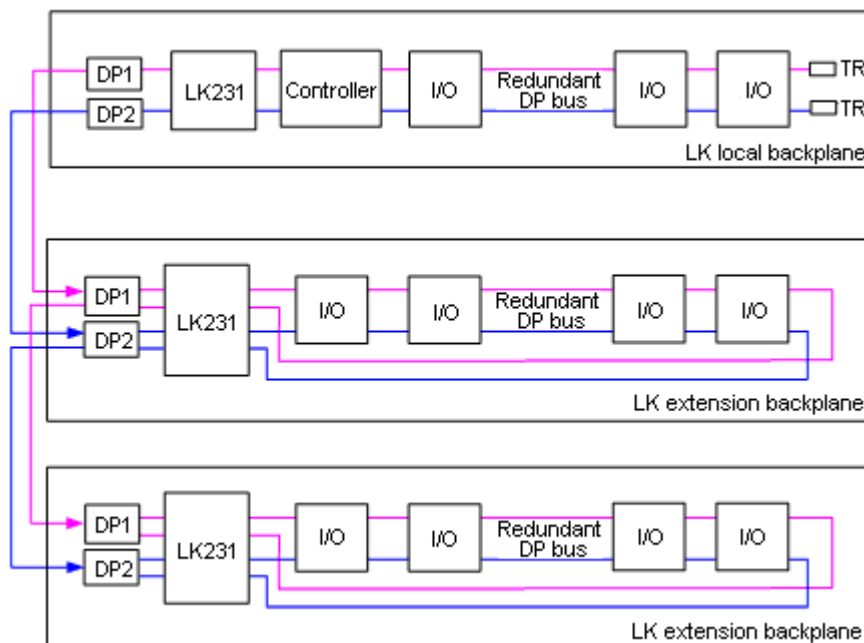 DP1
DP2
LK231
Controller
I/O
Redundant
DP bus
I/O
I/O
TR
TR
LK local backplane
DP1
DP2
LK231
I/O
I/O
Redundant
DP bus
I/O
I/O
LK extension backplane
DP1
DP2
LK231
I/O
I/O
Redundant
DP bus
I/O
I/O
LK extension backplane